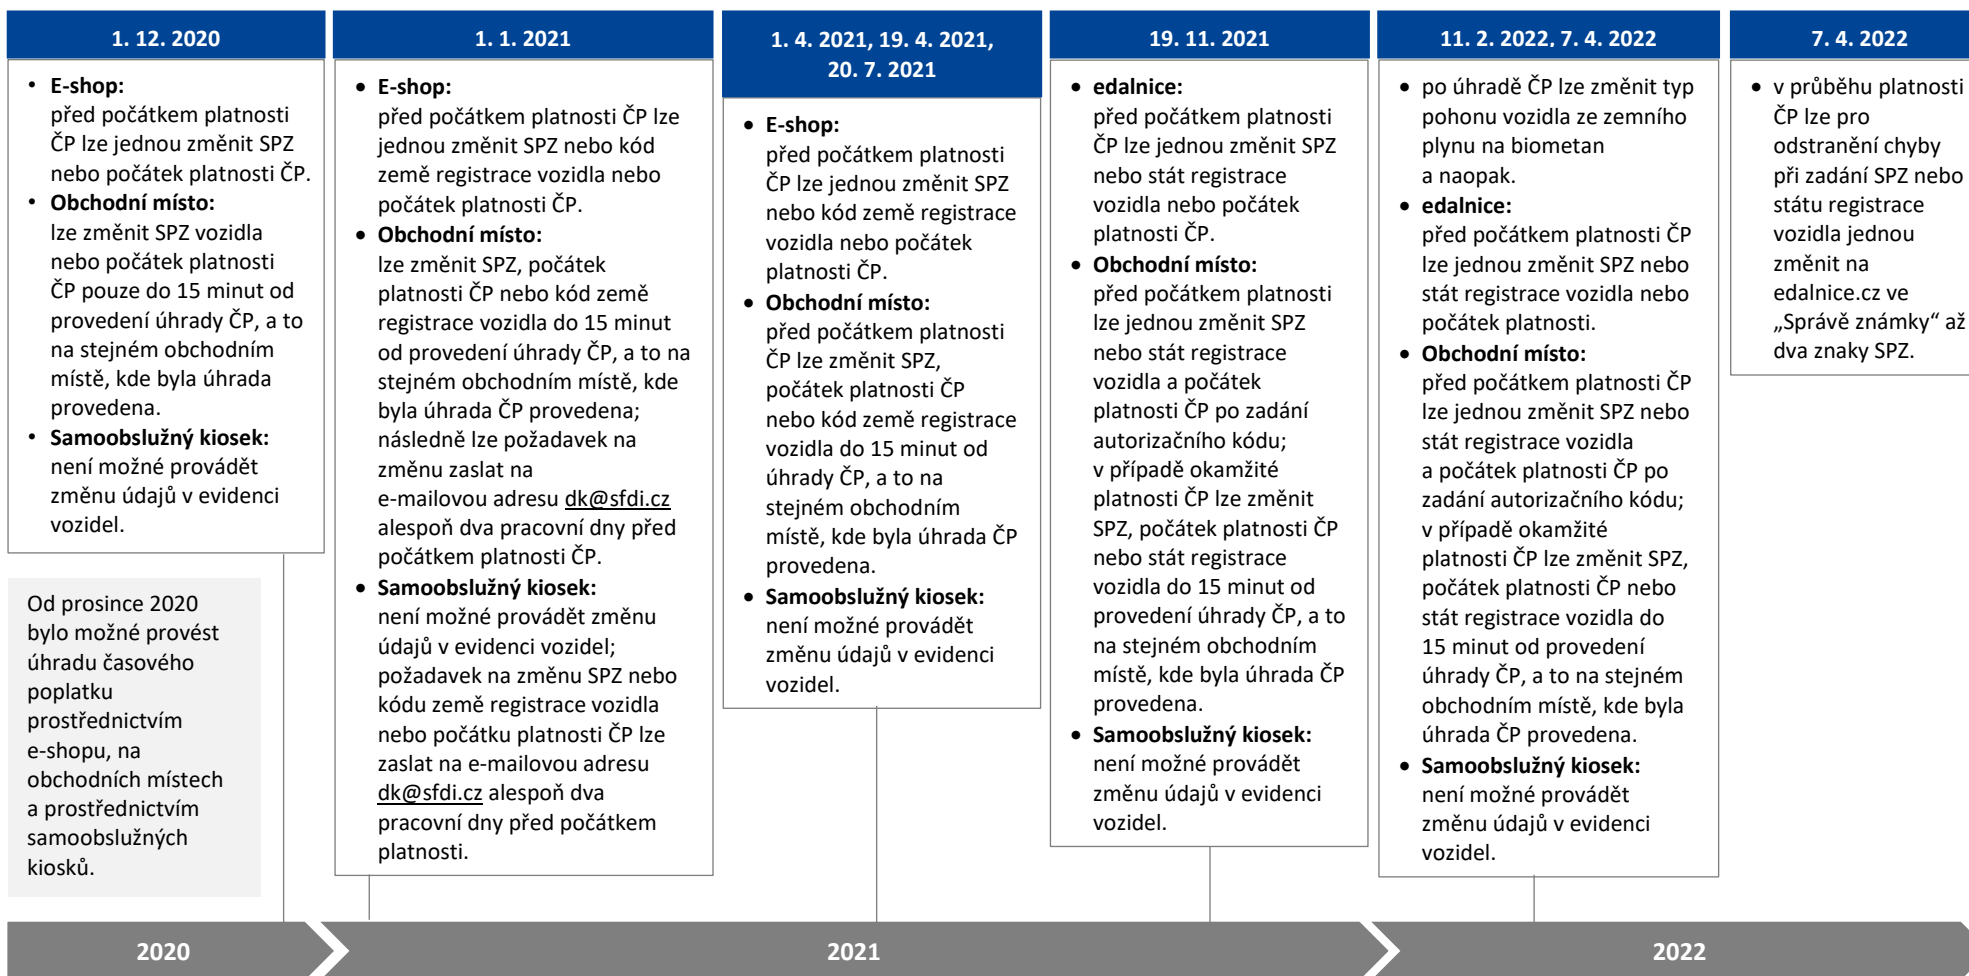 1. 12. 2020
• E-shop:
před počátkem platnosti
ČP lze jednou změnit SPZ
nebo počátek platnosti ČP.
• Obchodní místo:
lze změnit SPZ vozidla
nebo počátek platnosti
ČP pouze do 15 minut od
provedení úhrady ČP, a to
na stejném obchodním
místě, kde byla úhrada
provedena.
• Samoobslužný kiosek:
není možné provádět
změnu údajů v evidenci
vozidel.
Od prosince 2020
bylo možné provést
úhradu časového
poplatku
prostřednictvím
e-shopu, na
obchodních místech
a prostřednictvím
samoobslužných
kiosků.
1. 1. 2021
• E-shop:
před počátkem platnosti ČP lze
jednou změnit SPZ nebo kód
země registrace vozidla nebo
počátek platnosti ČP.
• Obchodní místo:
lze změnit SPZ, počátek
platnosti ČP nebo kód země
registrace vozidla do 15 minut
od provedení úhrady ČP, a to na
stejném obchodním místě, kde
byla úhrada ČP provedena;
následně lze požadavek na
změnu zaslat na
e-mailovou adresu dk@sfdi.cz
alespoň dva pracovní dny před
počátkem platnosti ČP.
• Samoobslužný kiosek:
není možné provádět změnu
údajů v evidenci vozidel;
požadavek na změnu SPZ nebo
kódu země registrace vozidla
nebo počátku platnosti ČP lze
zaslat na e-mailovou adresu
dk@sfdi.cz alespoň dva
pracovní dny před počátkem
platnosti.
1. 4. 2021, 19. 4. 2021,
20. 7. 2021
• E-shop:
před počátkem platnosti
ČP lze jednou změnit SPZ
nebo kód země registrace
vozidla nebo počátek
platnosti ČP.
• Obchodní místo:
před počátkem platnosti
ČP lze změnit SPZ,
počátek platnosti ČP
nebo kód země registrace
vozidla do 15 minut od
úhrady ČP, a to na
stejném obchodním
místě, kde byla úhrada ČP
provedena.
• Samoobslužný kiosek:
není možné provádět
změnu údajů v evidenci
vozidel.
19. 11. 2021
• edalnice:
před počátkem platnosti
ČP lze jednou změnit SPZ
nebo stát registrace
vozidla nebo počátek
platnosti ČP.
• Obchodní místo:
před počátkem platnosti
lze jednou změnit SPZ
nebo stát registrace
vozidla a počátek
platnosti ČP po zadání
autorizačního kódu;
v případě okamžité
platnosti ČP lze změnit
SPZ, počátek platnosti ČP
nebo stát registrace
vozidla do 15 minut od
provedení úhrady ČP, a to
na stejném obchodním
místě, kde byla úhrada ČP
provedena.
• Samoobslužný kiosek:
není možné provádět
změnu údajů v evidenci
vozidel.
11. 2. 2022, 7. 4. 2022
• po úhradě ČP lze změnit typ
pohonu vozidla ze zemního
plynu na biometan
a naopak.
• edalnice:
před počátkem platnosti ČP
lze jednou změnit SPZ nebo
stát registrace vozidla nebo
počátek platnosti.
• Obchodní místo:
před počátkem platnosti ČP
lze jednou změnit SPZ nebo
stát registrace vozidla
a počátek platnosti ČP po
zadání autorizačního kódu;
v případě okamžité
platnosti ČP lze změnit SPZ,
počátek platnosti ČP nebo
stát registrace vozidla do
15 minut od provedení
úhrady ČP, a to na stejném
obchodním místě, kde byla
úhrada ČP provedena.
• Samoobslužný kiosek:
není možné provádět
změnu údajů v evidenci
vozidel.
7. 4. 2022
• v průběhu platnosti
ČP lze pro
odstranění chyby
při zadání SPZ nebo
státu registrace
vozidla jednou
změnit na
edalnice.cz ve
„Správě známky“ až
dva znaky SPZ.
2020
2021
2022